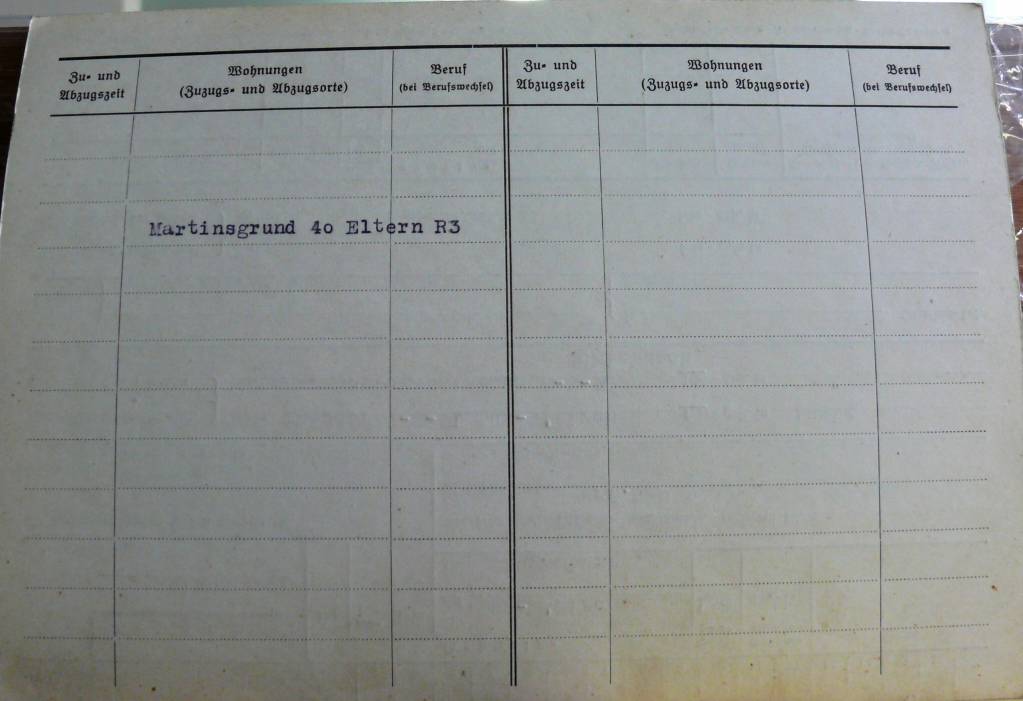 Zu- und
Abzugszeit
Wohnungen
(Zuzugs- und Abzugsorte)
Beruf
(bei Berufswechsel)
Zu- und
Abzugszeit
Wohnungen
(Zuzugs- und Abzugsorte)
Beruf
(bei Berufswechsel)
Martinsgrund 4o Eltern R3